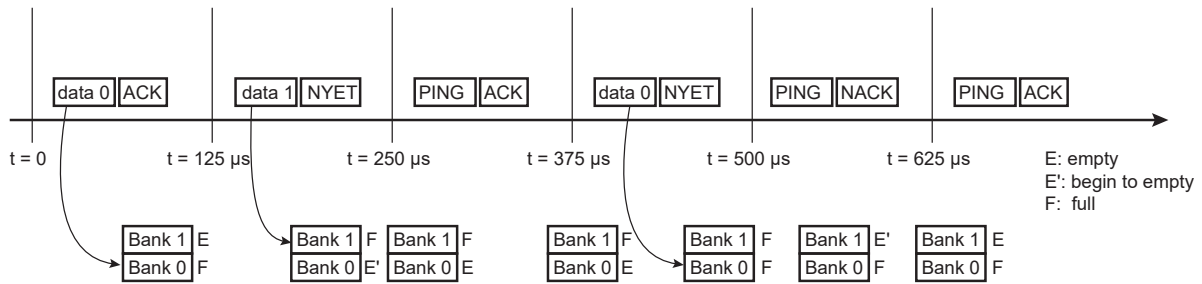 data 0 ACK data 1 NYET PING ACK data 0 NYET PING NACK PING ACK
t = 0 t = 125 μs t = 250 μs t = 375 μs t = 500 μs t = 625 μs E: empty
E': begin to empty
F: full
Bank 1 E Bank 1 F Bank 1 F Bank 1 F Bank 1 F Bank 1 E' Bank 1 E
Bank 0 F Bank 0 E' Bank 0 E Bank 0 E Bank 0 F Bank 0 F Bank 0 F